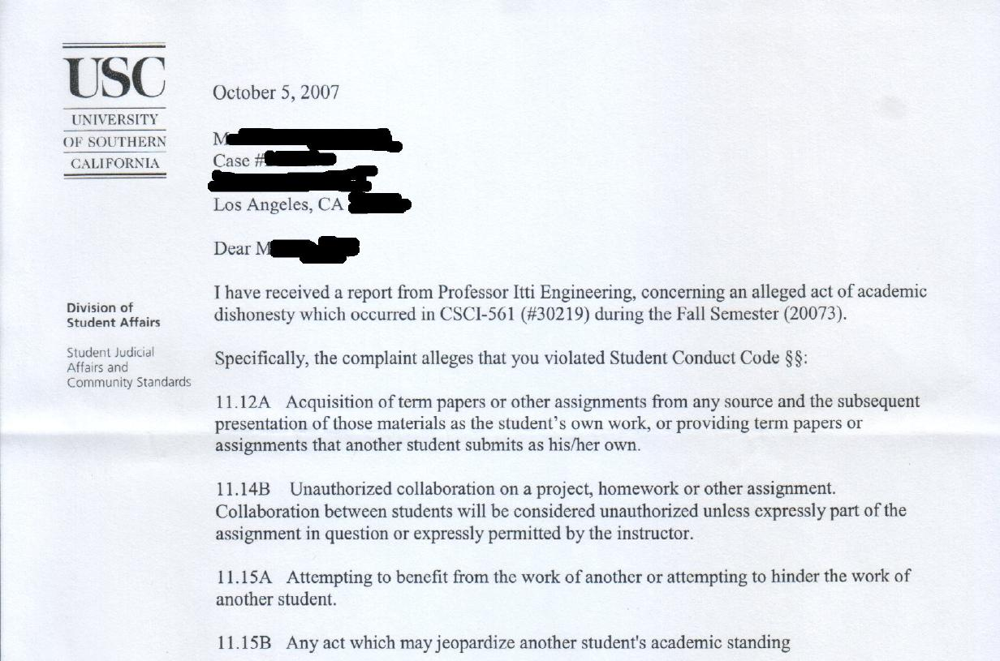 USC
UNIVERSITY
OF SOUTHERN
CALIFORNIA
October 5, 2007
M
Case #
Los Angeles, CA
Dear M
Division of
Student Affairs
Student Judicial
Affairs and
Community Standards
I have received a report from Professor Itti Engineering, concerning an alleged act of academic
dishonesty which occurred in CSCI-561 (#30219) during the Fall Semester (20073).
Specifically, the complaint alleges that you violated Student Conduct Code §§:
11.12A Acquisition of term papers or other assignments from any source and the subsequent
presentation of those materials as the student's own work, or providing term papers or
assignments that another student submits as his/her own.
11.14B Unauthorized collaboration on a project, homework or other assignment.
Collaboration between students will be considered unauthorized unless expressly part of the
assignment in question or expressly permitted by the instructor.
11.15A Attempting to benefit from the work of another or attempting to hinder the work of
another student.
11.15B Any act which may jeopardize another student's academic standing